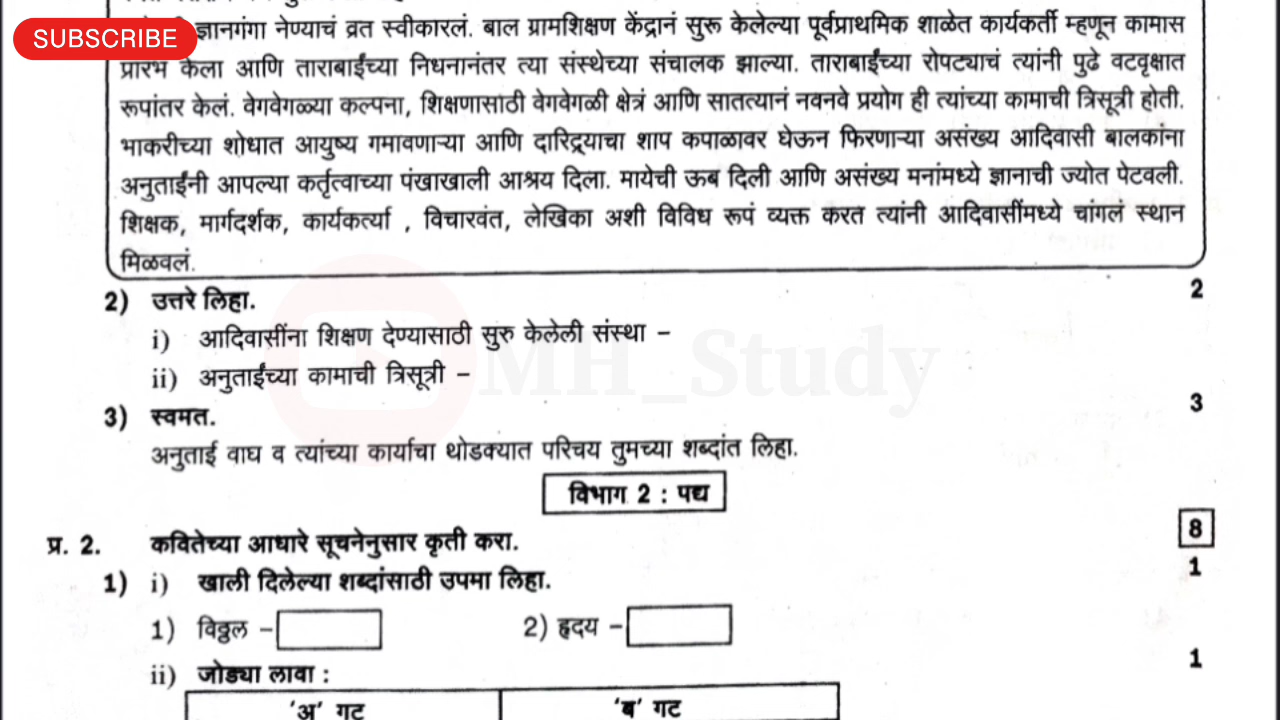 SUBSCRIBE
ज्ञानगंगा नेण्याचं व्रत स्वीकारलं. बाल ग्रामशिक्षण केंद्रानं सुरू केलेल्या पूर्वप्राथमिक शाळेत कार्यकर्ती म्हणून कामास
प्रारंभ केला आणि ताराबाईंच्या निधनानंतर त्या संस्थेच्या संचालक झाल्या. ताराबाईंच्या रोपट्याचं त्यांनी पुढे वटवृक्षात
रूपांतर केलं. वेगवेगळ्या कल्पना, शिक्षणासाठी वेगवेगळी क्षेत्रं आणि सातत्यानं नवनवे प्रयोग ही त्यांच्या कामाची त्रिसूत्री होती.
भाकरीच्या शोधात आयुष्य गमावणाऱ्या आणि दारिद्र्याचा शाप कपाळावर घेऊन फिरणाऱ्या असंख्य आदिवासी बालकांना
अनुताईंनी आपल्या कर्तृत्वाच्या पंखाखाली आश्रय दिला. मायेची ऊब दिली आणि असंख्य मनांमध्ये ज्ञानाची ज्योत पेटवली.
शिक्षक, मार्गदर्शक, कार्यकर्त्या , विचारवंत, लेखिका अशी विविध रूपं व्यक्त करत त्यांनी आदिवासींमध्ये चांगलं स्थान
मिळवलं.
2) उत्तरे लिहा. 2
i) आदिवासींना शिक्षण देण्यासाठी सुरु केलेली संस्था –
ii) अनुताईंच्या कामाची त्रिसूत्री –
MH_Study
3) स्वमत. 3
अनुताई वाघ व त्यांच्या कार्याचा थोडक्यात परिचय तुमच्या शब्दांत लिहा.
विभाग 2 : पद्य
प्र. 2. कवितेच्या आधारे सूचनेनुसार कृती करा. 8
1) i) खाली दिलेल्या शब्दांसाठी उपमा लिहा. 1
1) विठ्ठल – 2) हृदय –
ii) जोड्या लावा : 1
'अ' गट 'ब' गट